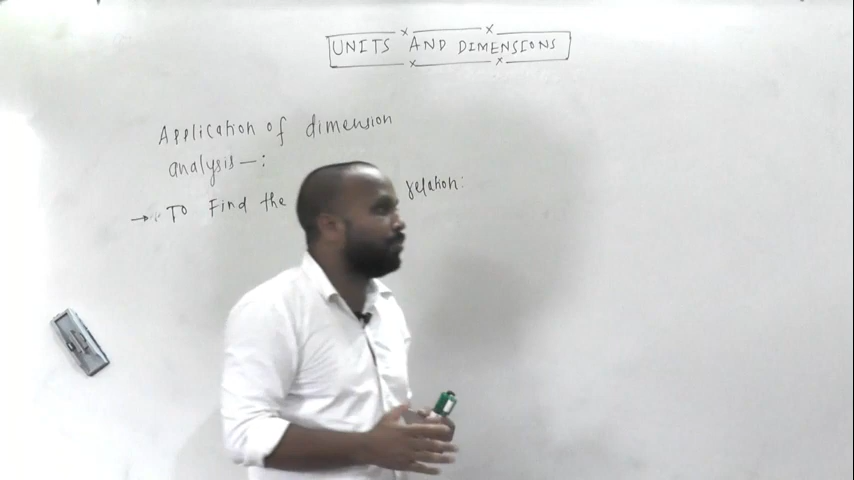 UNITS AND DIMENSIONS
Application of dimension
analysis—:
→ To Find the relation: